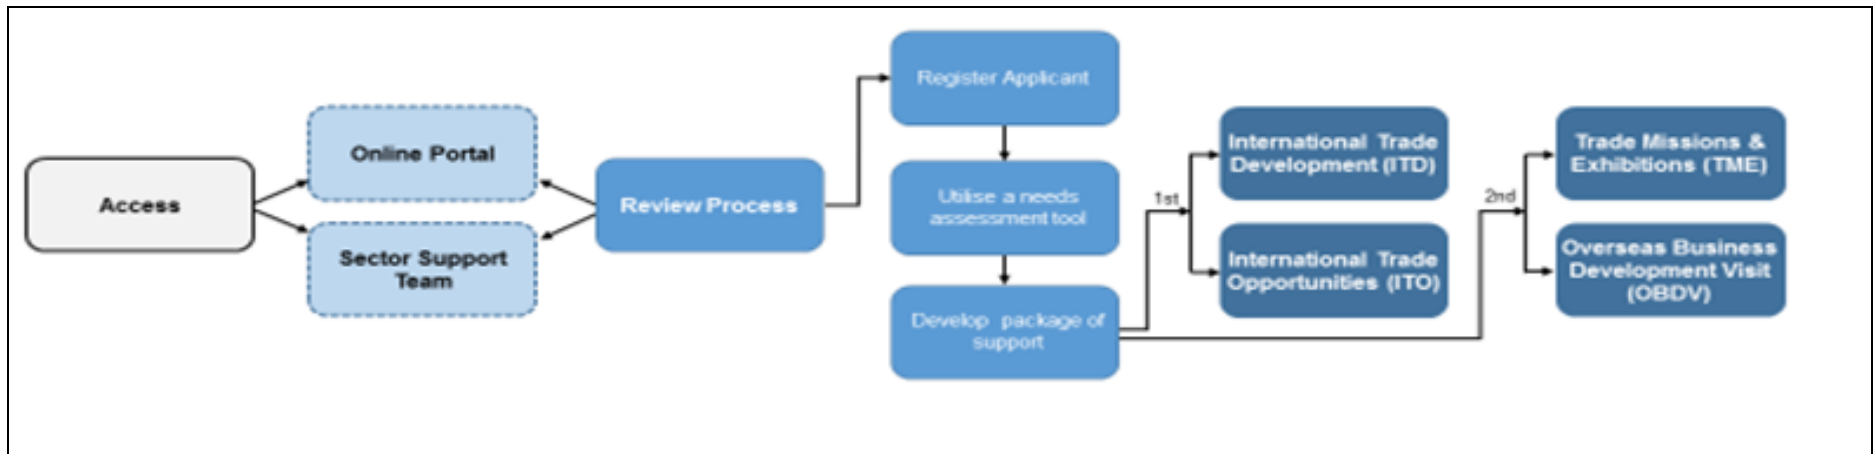 Access
Online Portal
Sector Support
Team
Review Process
Register Applicant
Utilise a needs
assessment tool
Develop package of
support
1st
International Trade
Development (ITD)
International Trade
Opportunities (ITO)
2nd
Trade Missions &
Exhibitions (TME)
Overseas Business
Development Visit
(OBDV)